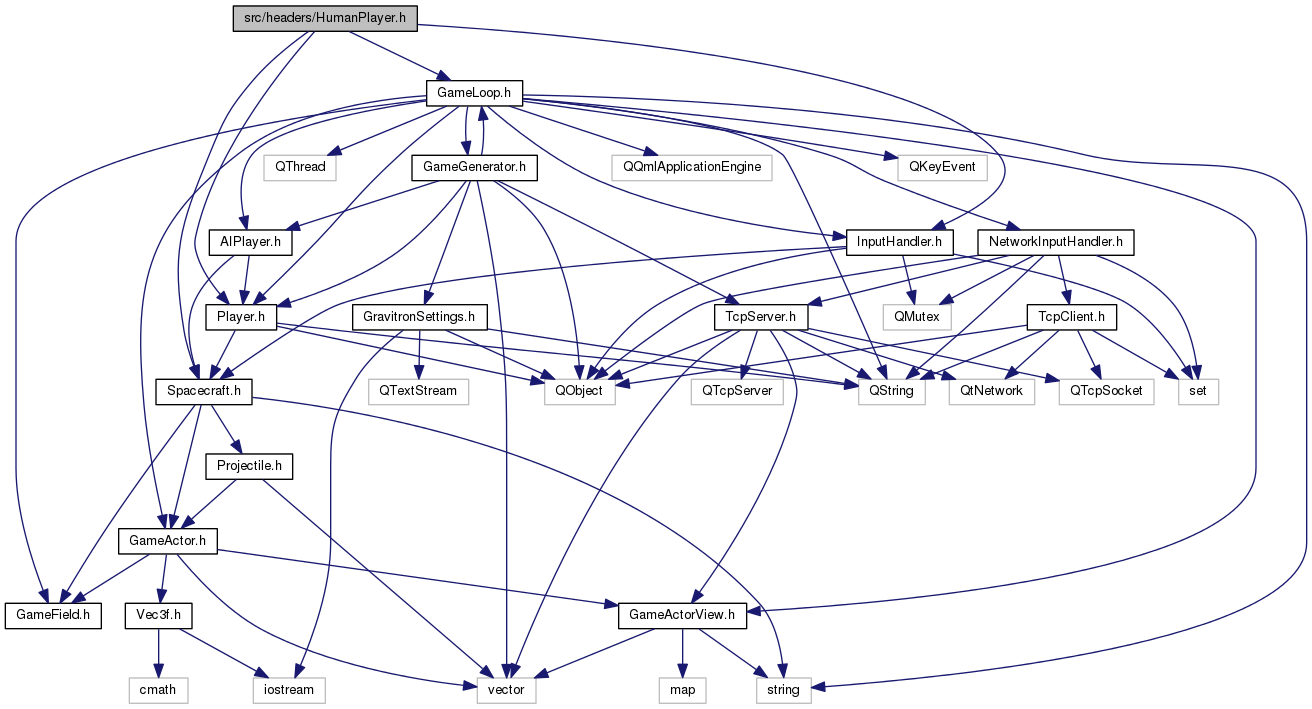 src/headers/HumanPlayer.h
GameLoop.h
QThread
GameGenerator.h
QQmlApplicationEngine
QKeyEvent
AIPlayer.h
InputHandler.h
NetworkInputHandler.h
Player.h
GravitronSettings.h
TcpServer.h
QMutex
TcpClient.h
Spacecraft.h
QTextStream
QObject
QTcpServer
QString
QtNetwork
QTcpSocket
set
Projectile.h
GameActor.h
GameField.h
Vec3f.h
GameActorView.h
cmath
iostream
vector
map
string